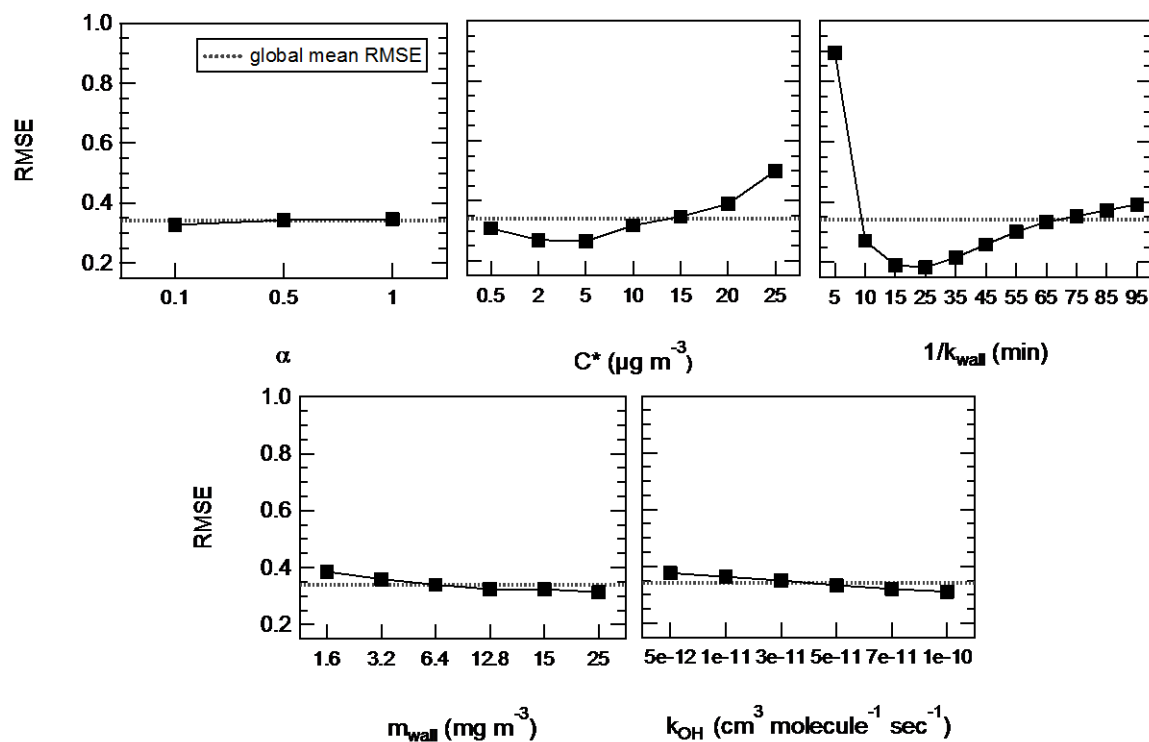 1.0
0.8
0.6
0.4
0.2
RMSE
global mean RMSE
0.1 0.5 1
α
0.5 2 5 10 15 20 25
C* (µg m⁻³)
5 10 15 25 35 45 55 65 75 85 95
1/k_wall (min)
1.0
0.8
0.6
0.4
0.2
RMSE
1.6 3.2 6.4 12.8 15 25
m_wall (mg m⁻³)
5e-12 1e-11 3e-11 5e-11 7e-11 1e-10
k_OH (cm³ molecule⁻¹ sec⁻¹)